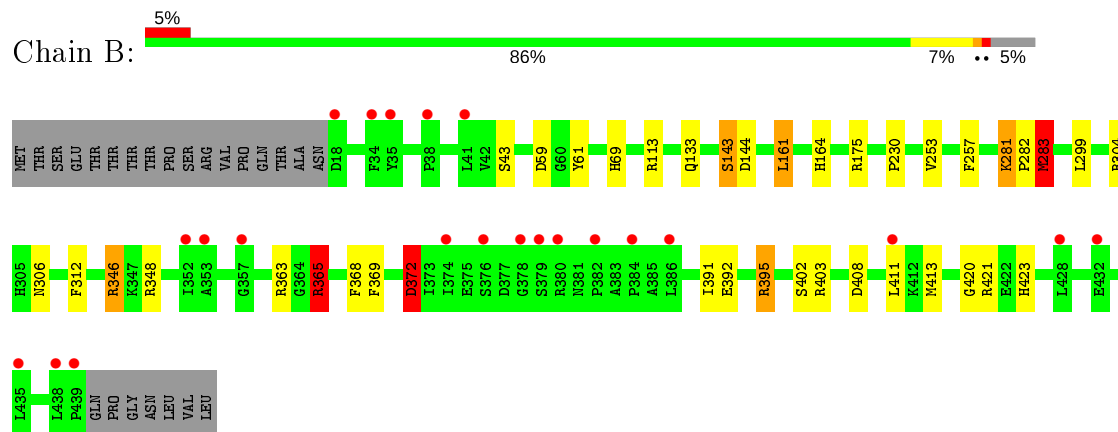 5%
Chain B:
86% 7% •• 5%
MET THR SER GLU THR THR THR THR PRO SER ARG VAL PRO GLN THR ALA ASN D18 F34 Y35 P38 L41 V42 S43 D59 G60 Y61 H69 R113 Q133 S143 D144 L161 H164 R175 P230 V253 F257 K281 P282 M283 L299
H305 N306 F312 R346 K347 R348 I352 A353 G357 R363 G364 R365 F368 F369 D372 I373 I374 E375 S376 D377 G378 S379 R380 N381 P382 A383 P384 A385 L386 I391 E392 R395 S402 R403 D408 L411 K412 M413 G420 R421 E422 H423 L428 E432
L435 L438 P439 GLN PRO GLY ASN LEU VAL LEU